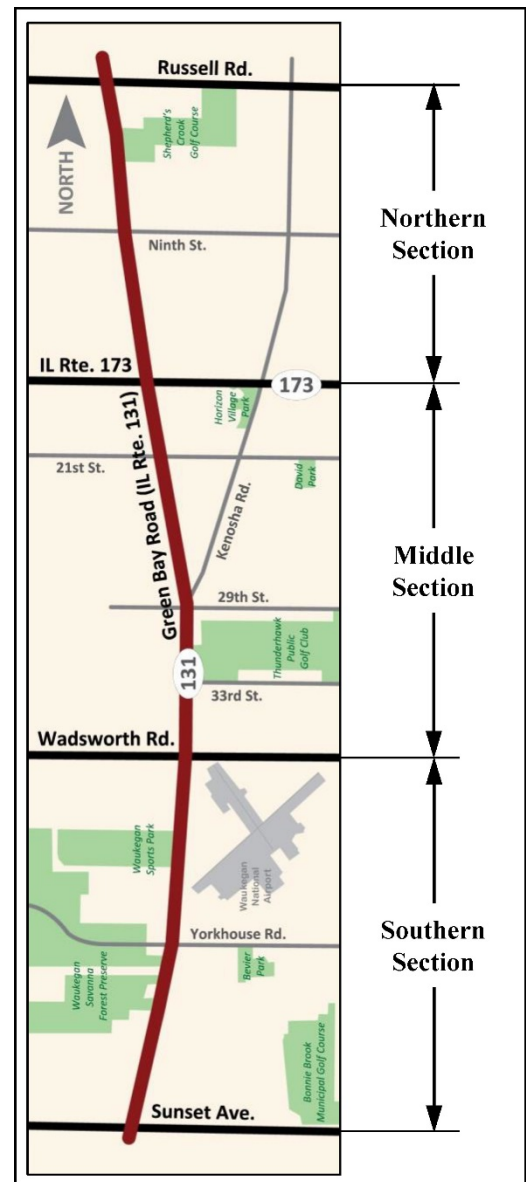 Russell Rd.
Shepherd's
Crook
Golf Course
NORTH
Northern
Section
Ninth St.
IL Rte. 173
173
Horizon
Village
Park
21st St.
David
Park
Green Bay Road (IL Rte. 131)
Kenosha Rd.
Middle
Section
29th St.
Thunderhawk
Public
Golf Club
131
33rd St.
Wadsworth Rd.
Waukegan
Sports Park
Waukegan
National
Airport
Yorkhouse Rd.
Southern
Section
Waukegan
Savanna
Forest Preserve
Bevier
Park
Bonnie Brook
Municipal Golf Course
Sunset Ave.